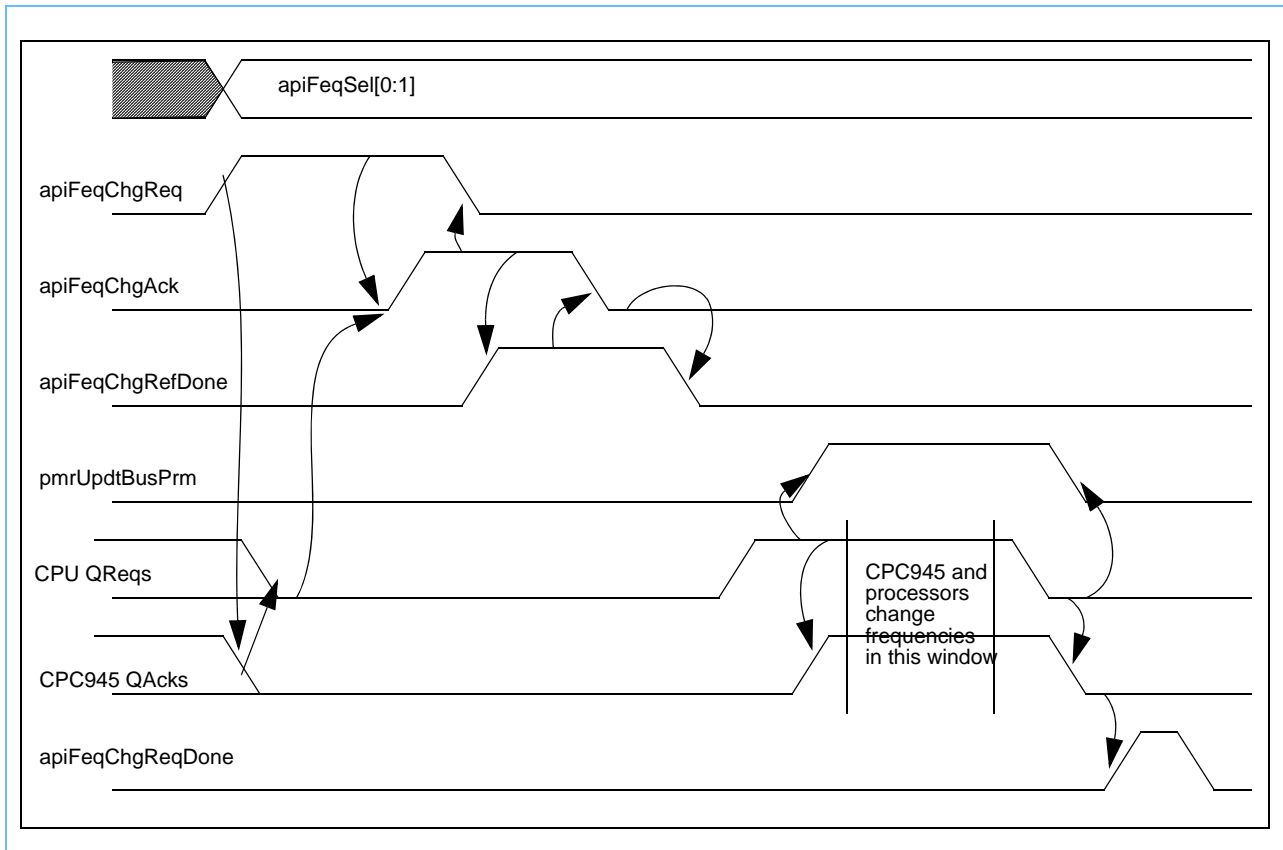 apiFeqSel[0:1]
apiFeqChgReq
apiFeqChgAck
apiFeqChgRefDone
pmrUpdtBusPrm
CPU QReqs
CPC945 and
processors
change
frequencies
in this window
CPC945 QAcks
apiFeqChgReqDone